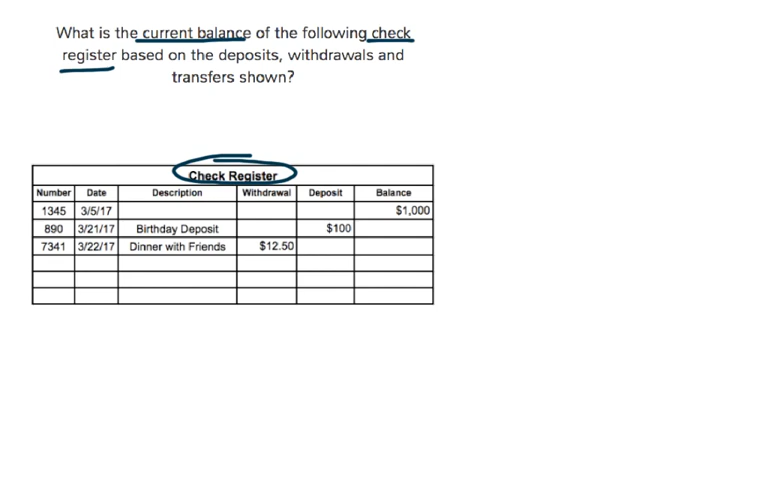 What is the current balance of the following check
register based on the deposits, withdrawals and
transfers shown?
Check Register
Number Date Description Withdrawal Deposit Balance
1345 3/5/17 $1,000
890 3/21/17 Birthday Deposit $100
7341 3/22/17 Dinner with Friends $12.50